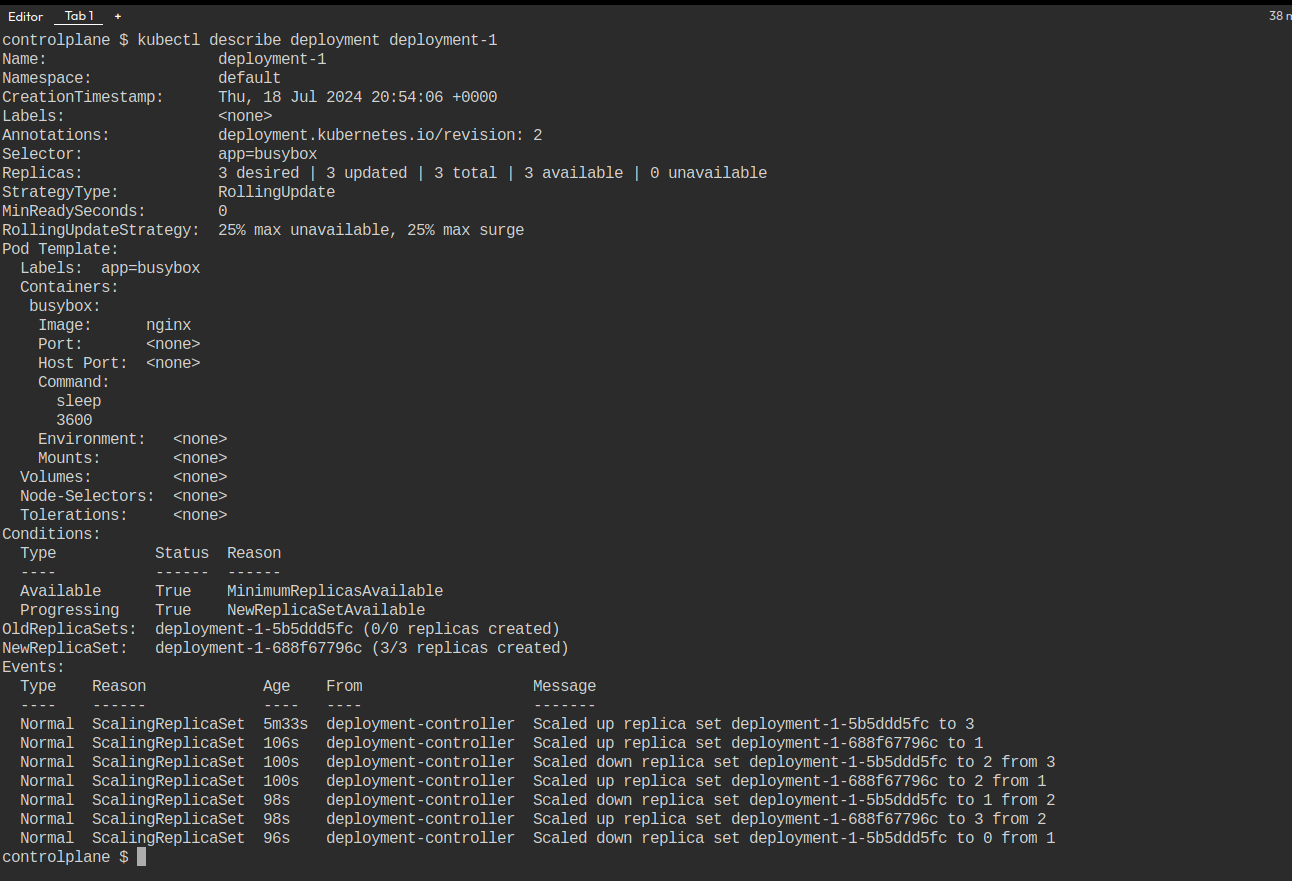 Editor Tab 1 + 38 m
controlplane $ kubectl describe deployment deployment-1
Name:                   deployment-1
Namespace:              default
CreationTimestamp:      Thu, 18 Jul 2024 20:54:06 +0000
Labels:                 <none>
Annotations:            deployment.kubernetes.io/revision: 2
Selector:               app=busybox
Replicas:               3 desired | 3 updated | 3 total | 3 available | 0 unavailable
StrategyType:           RollingUpdate
MinReadySeconds:        0
RollingUpdateStrategy:  25% max unavailable, 25% max surge
Pod Template:
  Labels:  app=busybox
  Containers:
   busybox:
    Image:      nginx
    Port:       <none>
    Host Port:  <none>
    Command:
      sleep
      3600
    Environment:   <none>
    Mounts:        <none>
  Volumes:         <none>
  Node-Selectors:  <none>
  Tolerations:     <none>
Conditions:
  Type           Status  Reason
  ----           ------  ------
  Available      True    MinimumReplicasAvailable
  Progressing    True    NewReplicaSetAvailable
OldReplicaSets:  deployment-1-5b5ddd5fc (0/0 replicas created)
NewReplicaSet:   deployment-1-688f67796c (3/3 replicas created)
Events:
  Type    Reason             Age    From                   Message
  ----    ------             ----   ----                   -------
  Normal  ScalingReplicaSet  5m33s  deployment-controller  Scaled up replica set deployment-1-5b5ddd5fc to 3
  Normal  ScalingReplicaSet  106s   deployment-controller  Scaled up replica set deployment-1-688f67796c to 1
  Normal  ScalingReplicaSet  100s   deployment-controller  Scaled down replica set deployment-1-5b5ddd5fc to 2 from 3
  Normal  ScalingReplicaSet  100s   deployment-controller  Scaled up replica set deployment-1-688f67796c to 2 from 1
  Normal  ScalingReplicaSet  98s    deployment-controller  Scaled down replica set deployment-1-5b5ddd5fc to 1 from 2
  Normal  ScalingReplicaSet  98s    deployment-controller  Scaled up replica set deployment-1-688f67796c to 3 from 2
  Normal  ScalingReplicaSet  96s    deployment-controller  Scaled down replica set deployment-1-5b5ddd5fc to 0 from 1
controlplane $